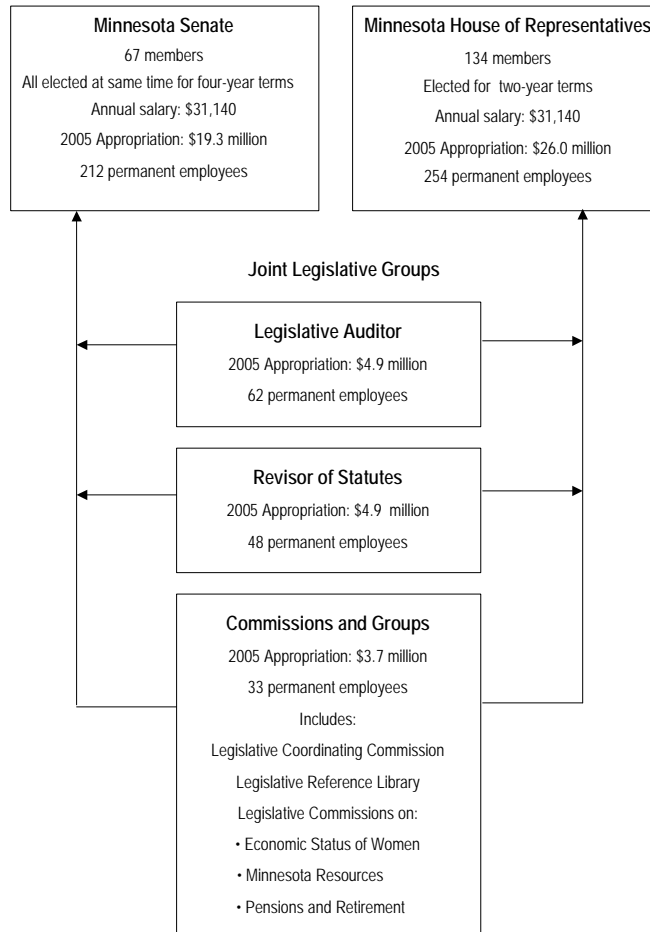 Minnesota Senate
67 members
All elected at same time for four-year terms
Annual salary: $31,140
2005 Appropriation: $19.3 million
212 permanent employees
Minnesota House of Representatives
134 members
Elected for two-year terms
Annual salary: $31,140
2005 Appropriation: $26.0 million
254 permanent employees
Joint Legislative Groups
Legislative Auditor
2005 Appropriation: $4.9 million
62 permanent employees
Revisor of Statutes
2005 Appropriation: $4.9 million
48 permanent employees
Commissions and Groups
2005 Appropriation: $3.7 million
33 permanent employees
Includes:
Legislative Coordinating Commission
Legislative Reference Library
Legislative Commissions on:
• Economic Status of Women
• Minnesota Resources
• Pensions and Retirement